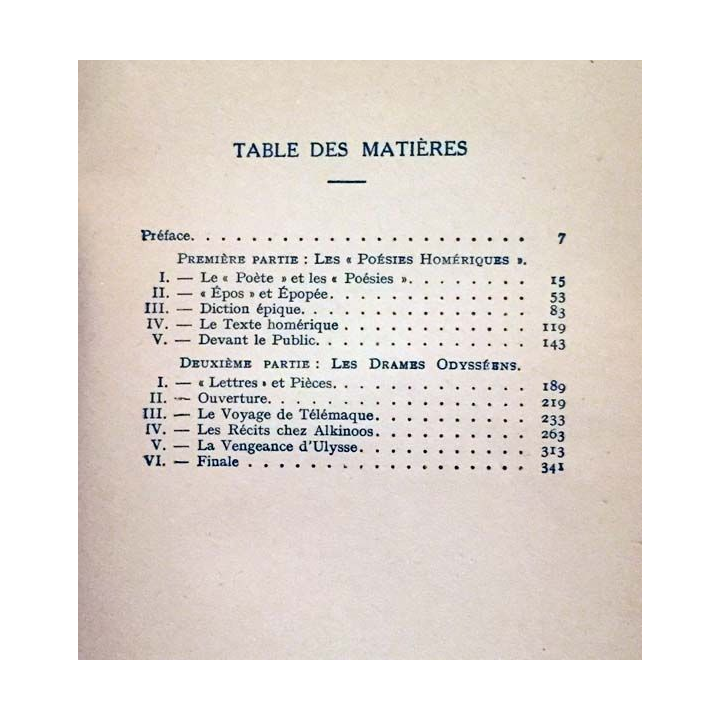 TABLE DES MATIÈRES
Préface. . . . . . . . . . . . . . . . . . . . . . 7
PREMIÈRE PARTIE : LES « POÉSIES HOMÉRIQUES ».
I. — Le « Poète » et les « Poésies ». . . . . . . . . 15
II. — « Épos » et Épopée. . . . . . . . . . . . . 53
III. — Diction épique. . . . . . . . . . . . . . 83
IV. — Le Texte homérique . . . . . . . . . . . . 119
V. — Devant le Public. . . . . . . . . . . . . 143
DEUXIÈME PARTIE : LES DRAMES ODYSSÉENS.
I. — « Lettres » et Pièces. . . . . . . . . . . . 189
II. — Ouverture. . . . . . . . . . . . . . . . 219
III. — Le Voyage de Télémaque. . . . . . . . . . 233
IV. — Les Récits chez Alkinoos. . . . . . . . . . 263
V. — La Vengeance d'Ulysse. . . . . . . . . . . 313
VI. — Finale . . . . . . . . . . . . . . . . . 341